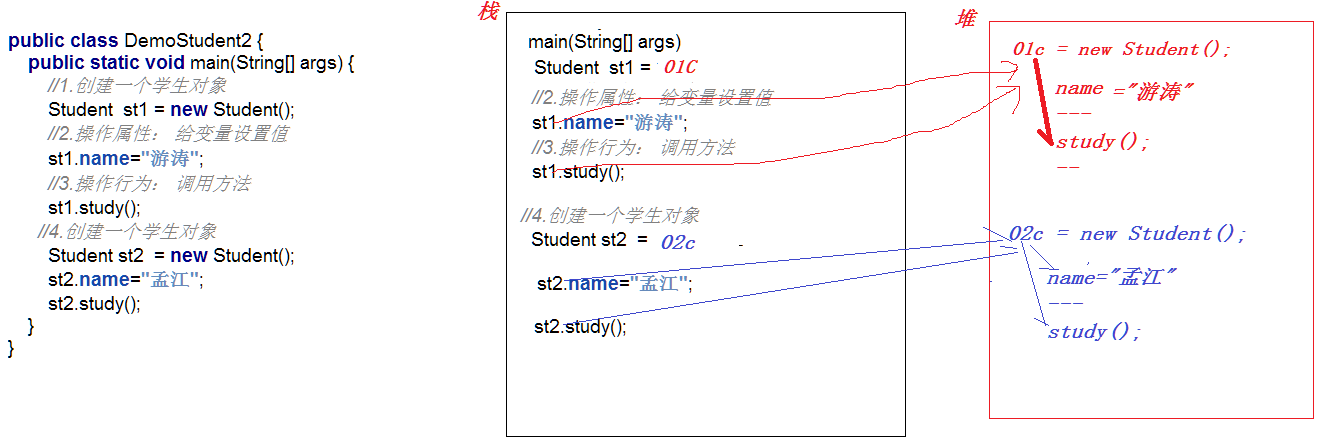 public class DemoStudent2 {
public static void main(String[] args) {
//1.创建一个学生对象
Student st1 = new Student();
//2.操作属性： 给变量设置值
st1.name="游涛";
//3.操作行为： 调用方法
st1.study();
//4.创建一个学生对象
Student st2 = new Student();
st2.name="孟江";
st2.study();
}
}
栈
main(String[] args)
Student st1 = 01C
//2.操作属性： 给变量设置值
st1.name="游涛";
//3.操作行为： 调用方法
st1.study();
//4.创建一个学生对象
Student st2 = 02c
st2.name="孟江";
st2.study();
堆
01c = new Student();
name ="游涛"
---
study();
--
02c = new Student();
name="孟江"
---
study();